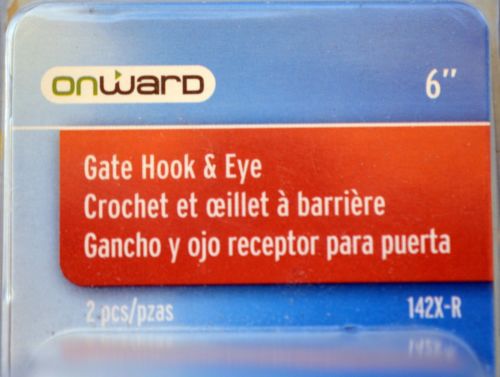 onward
6"
Gate Hook & Eye
Crochet et œillet à barrière
Gancho y ojo receptor para puerta
2 pcs/pzas
142X-R